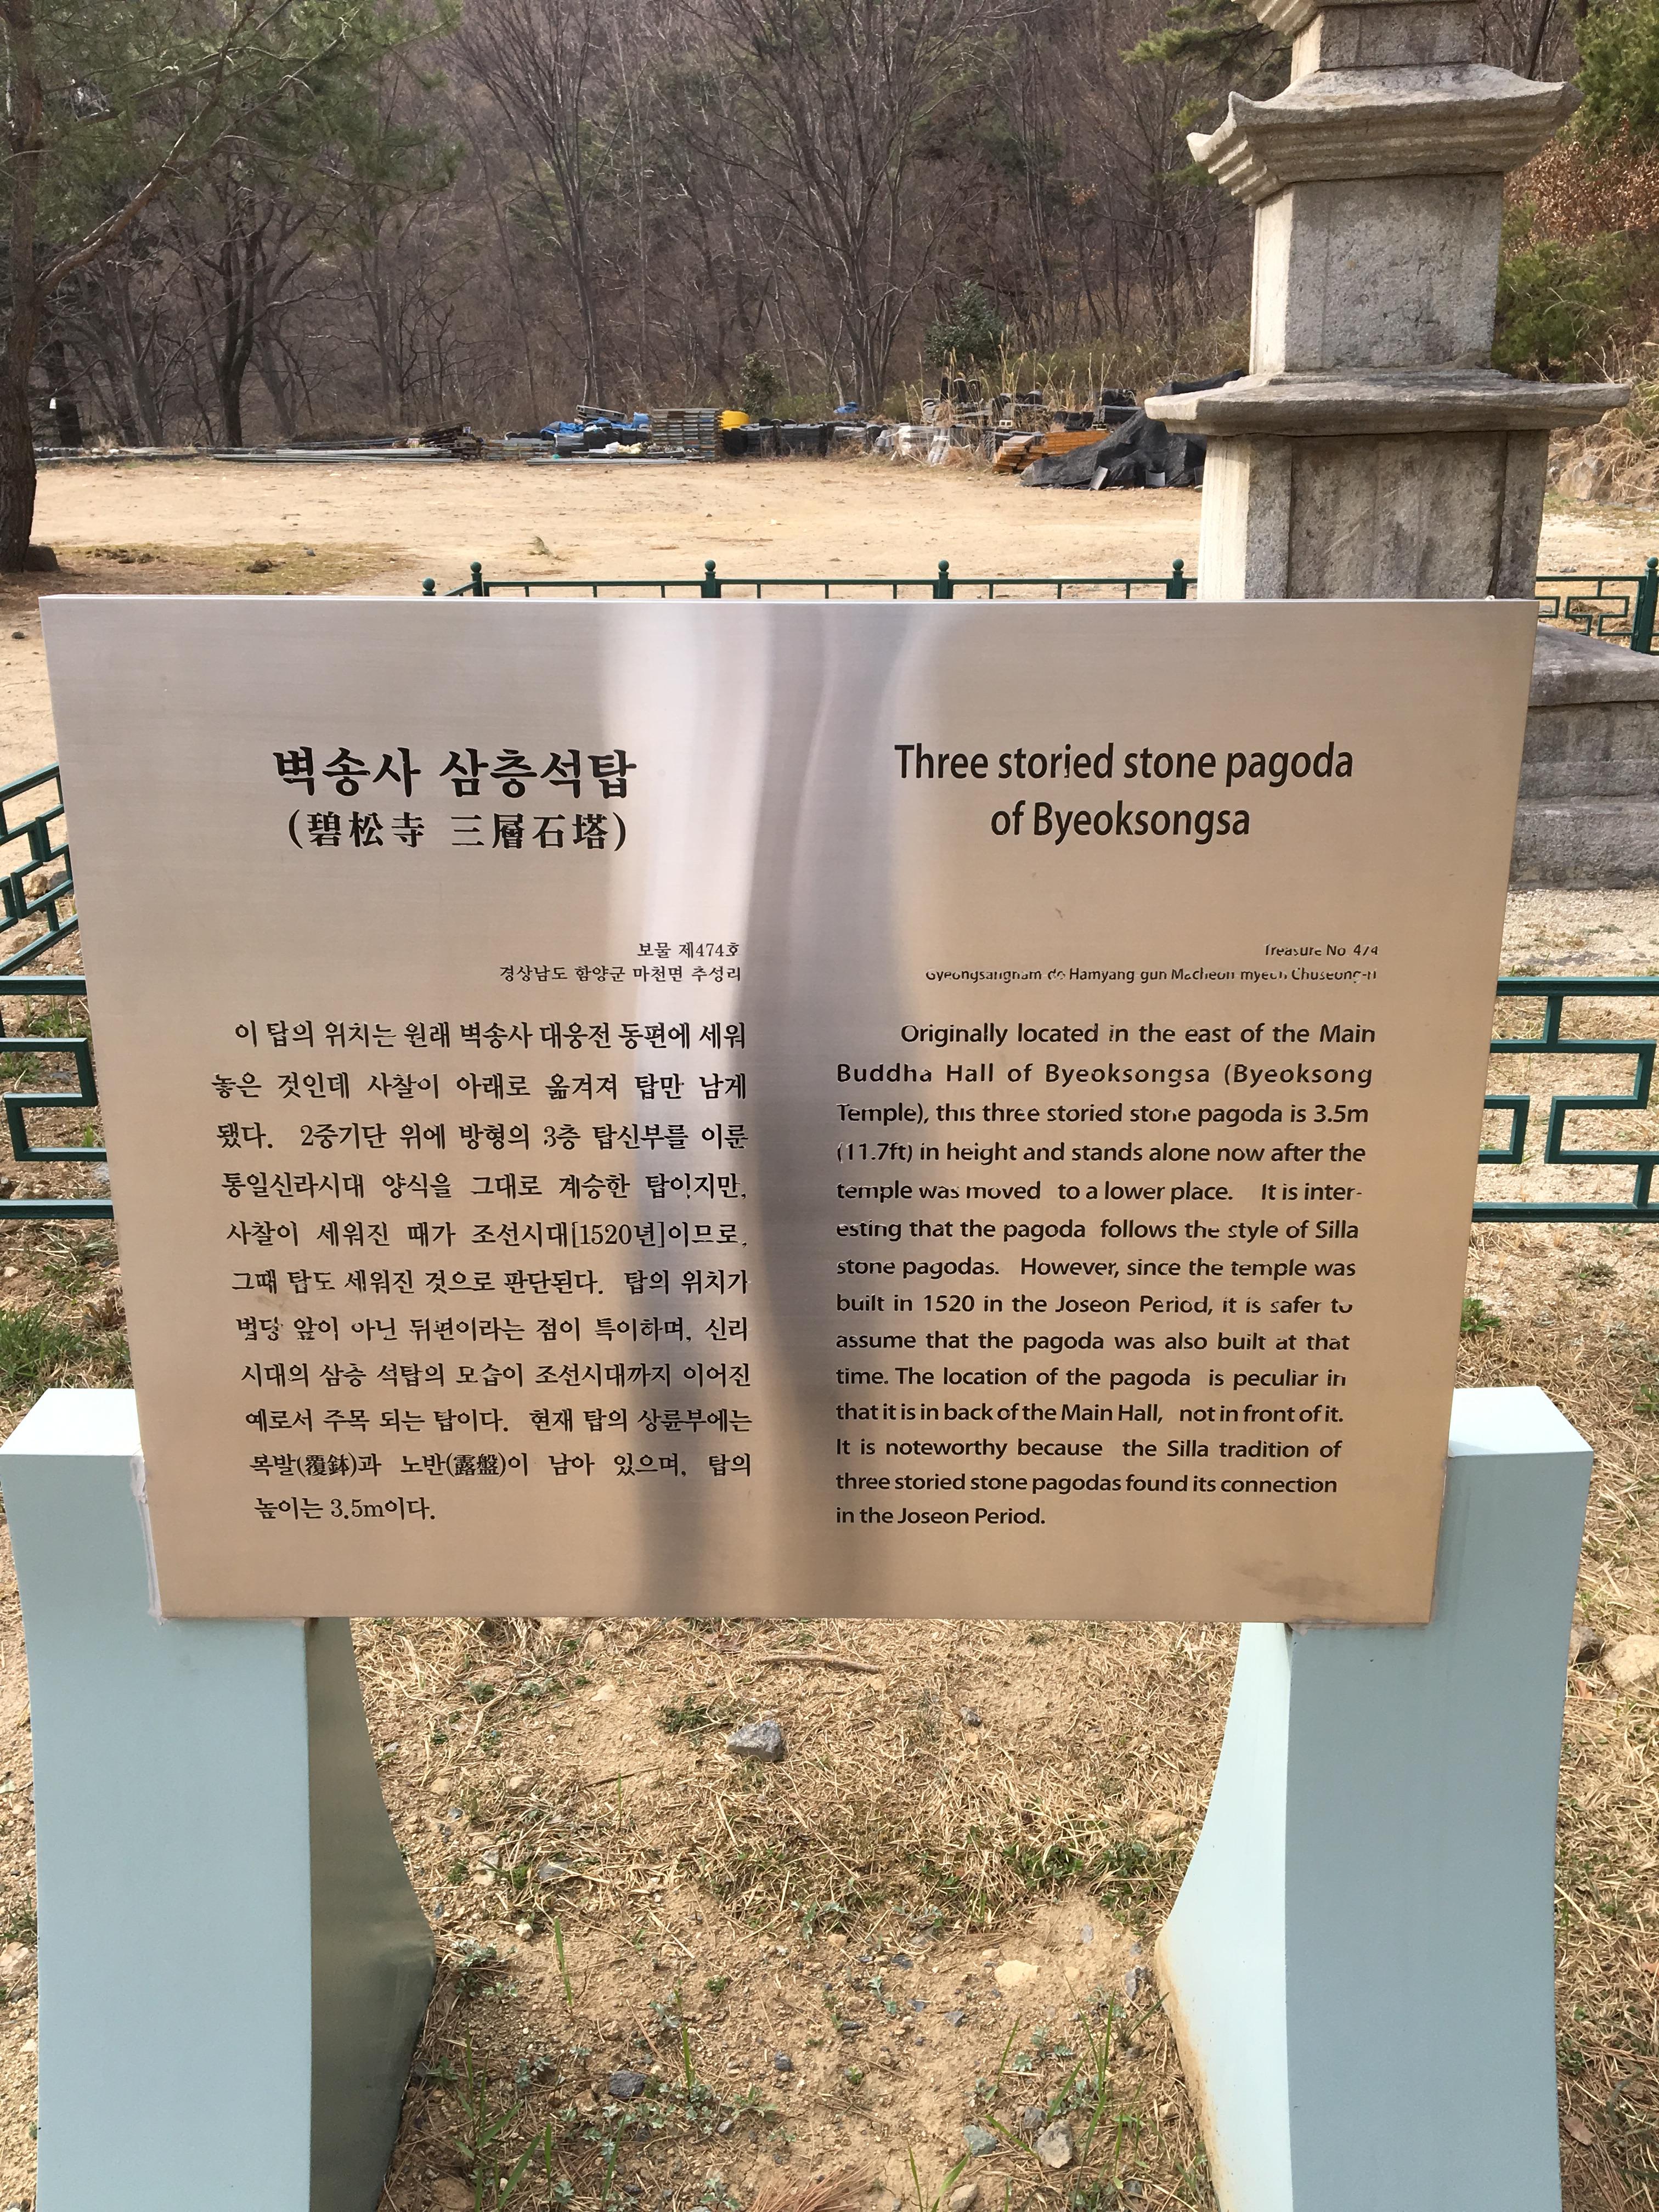 벽송사 삼층석탑
(碧松寺 三層石塔)
보물 제474호
경상남도 함양군 마천면 추성리
이 탑의 위치는 원래 벽송사 대웅전 동편에 세워
놓은 것인데 사찰이 아래로 옮겨져 탑만 남게
됐다. 2중기단 위에 방형의 3층 탑신부를 이룬
통일신라시대 양식을 그대로 계승한 탑이지만,
사찰이 세워진 때가 조선시대[1520년]이므로,
그때 탑도 세워진 것으로 판단된다. 탑의 위치가
법당 앞이 아닌 뒤편이라는 점이 특이하며, 신라
시대의 삼층 석탑의 모습이 조선시대까지 이어진
예로서 주목 되는 탑이다. 현재 탑의 상륜부에는
복발(覆鉢)과 노반(露盤)이 남아 있으며, 탑의
높이는 3.5m이다.
Three storied stone pagoda
of Byeoksongsa
Treasure No 474
Gyeongsangnam do Hamyang gun Macheon myeon Chuseong-ri
Originally located in the east of the Main
Buddha Hall of Byeoksongsa (Byeoksong
Temple), this three storied stone pagoda is 3.5m
(11.7ft) in height and stands alone now after the
temple was moved to a lower place. It is inter-
esting that the pagoda follows the style of Silla
stone pagodas. However, since the temple was
built in 1520 in the Joseon Period, it is safer to
assume that the pagoda was also built at that
time. The location of the pagoda is peculiar in
that it is in back of the Main Hall, not in front of it.
It is noteworthy because the Silla tradition of
three storied stone pagodas found its connection
in the Joseon Period.